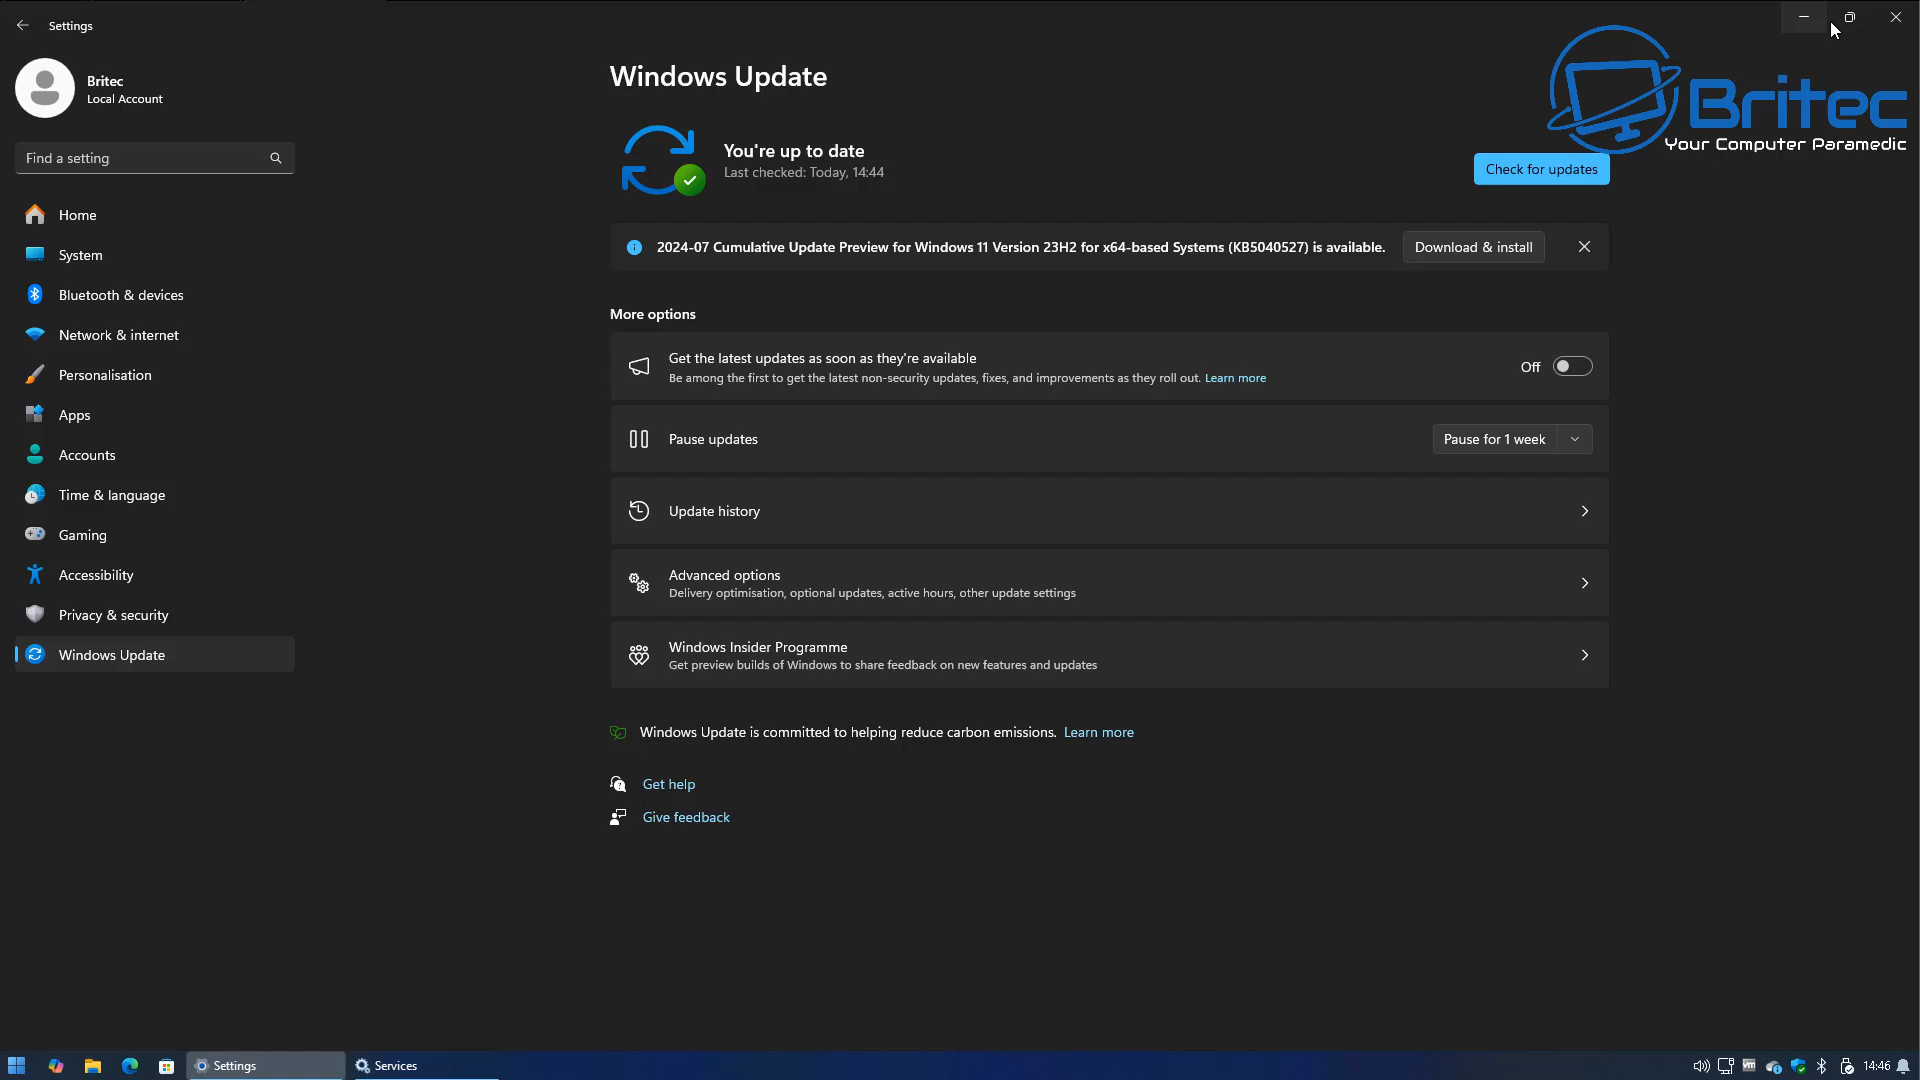 Settings
Britec
Local Account
Find a setting
Home
System
Bluetooth & devices
Network & internet
Personalisation
Apps
Accounts
Time & language
Gaming
Accessibility
Privacy & security
Windows Update
Windows Update
You're up to date
Last checked: Today, 14:44
Check for updates
Britec
Your Computer Paramedic
2024-07 Cumulative Update Preview for Windows 11 Version 23H2 for x64-based Systems (KB5040527) is available.
Download & install
More options
Get the latest updates as soon as they're available
Be among the first to get the latest non-security updates, fixes, and improvements as they roll out. Learn more
Off
Pause updates
Pause for 1 week
Update history
Advanced options
Delivery optimisation, optional updates, active hours, other update settings
Windows Insider Programme
Get preview builds of Windows to share feedback on new features and updates
Windows Update is committed to helping reduce carbon emissions. Learn more
Get help
Give feedback
Settings
Services
14:46